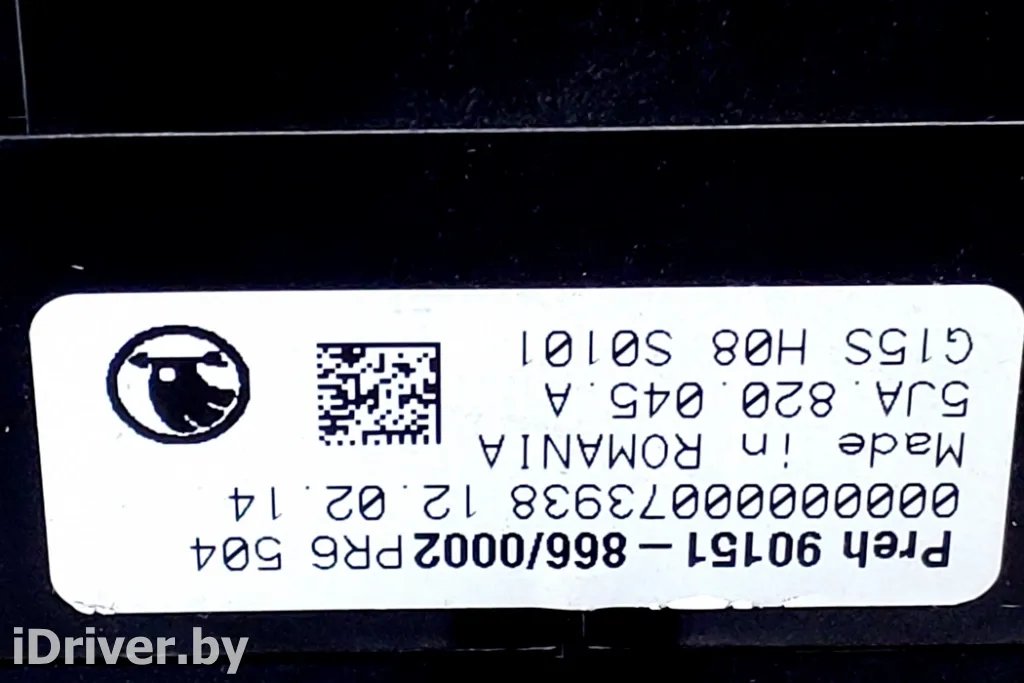 Preh 90151-866/0002 PR6 504
00000000073938 12.02.14
Made in ROMANIA
5JA.820.045.A
G15S H08 S0101
iDriver.by